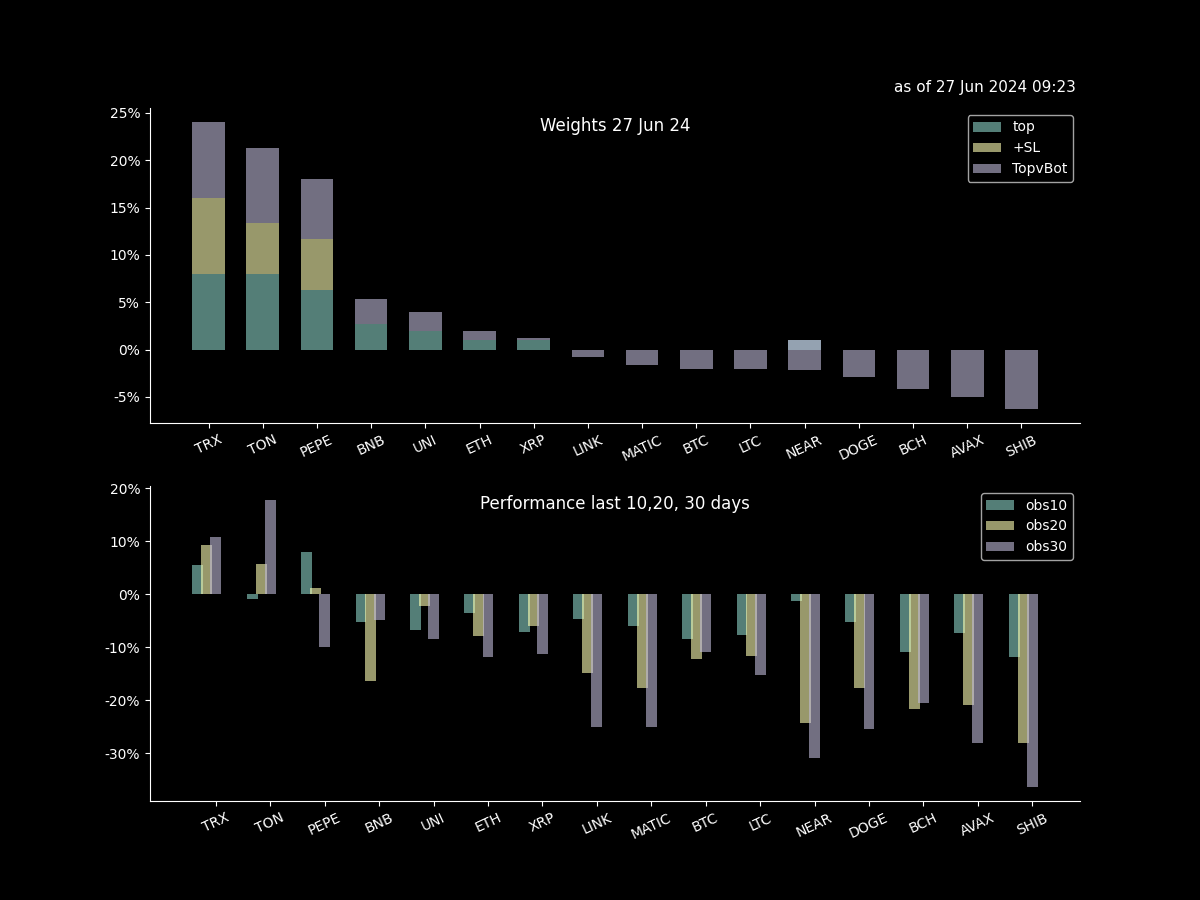 as of 27 Jun 2024 09:23
Weights 27 Jun 24
top
+SL
TopvBot
25%
20%
15%
10%
5%
0%
-5%
TRX TON PEPE BNB UNI ETH XRP LINK MATIC BTC LTC NEAR DOGE BCH AVAX SHIB
Performance last 10,20, 30 days
obs10
obs20
obs30
20%
10%
0%
-10%
-20%
-30%
TRX TON PEPE BNB UNI ETH XRP LINK MATIC BTC LTC NEAR DOGE BCH AVAX SHIB